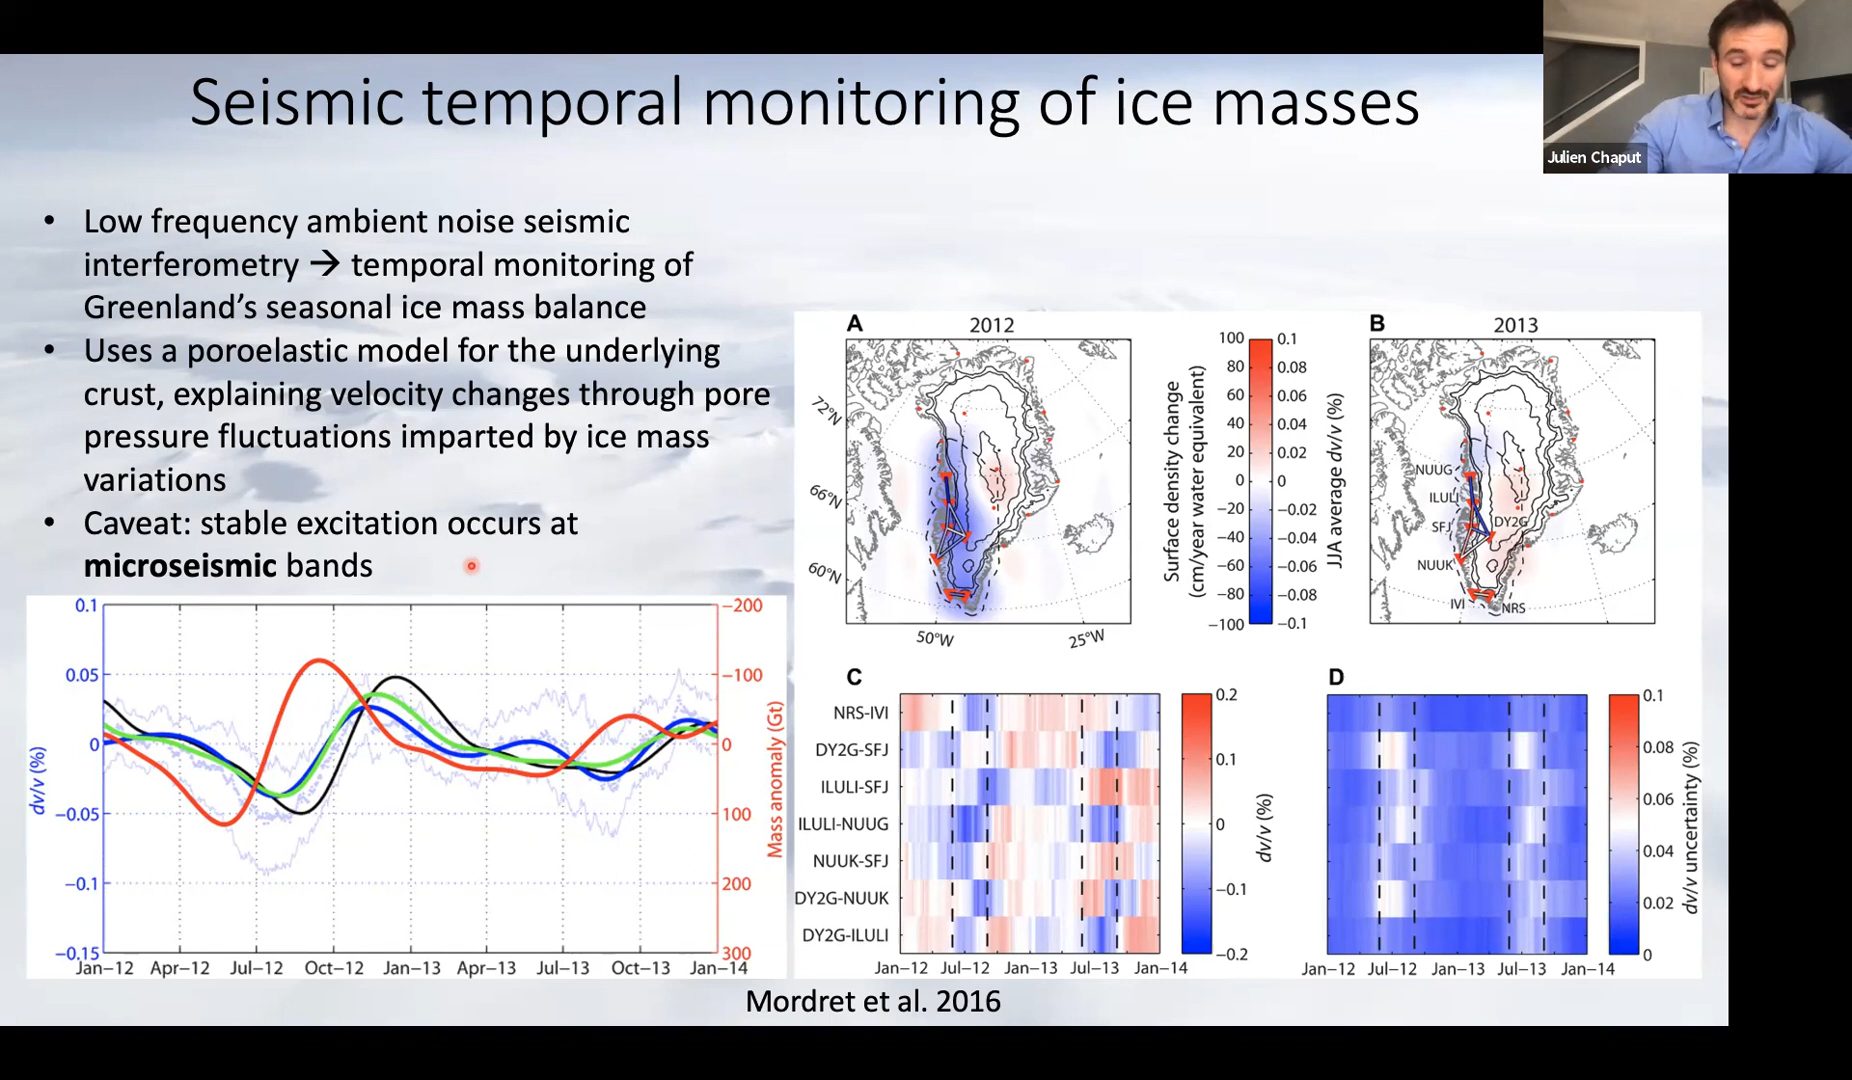 Seismic temporal monitoring of ice masses
Julien Chaput
• Low frequency ambient noise seismic
interferometry → temporal monitoring of
Greenland’s seasonal ice mass balance
• Uses a poroelastic model for the underlying
crust, explaining velocity changes through pore
pressure fluctuations imparted by ice mass
variations
• Caveat: stable excitation occurs at
microseismic bands
0.1
0.05
0
−0.05
−0.1
−0.15
dv/v (%)
−200
−100
0
100
200
300
Mass anomaly (Gt)
Jan−12 Apr−12 Jul−12 Oct−12 Jan−13 Apr−13 Jul−13 Oct−13 Jan−14
A
2012
72°N
66°N
60°N
50°W
25°W
Surface density change
(cm/year water equivalent)
100
80
60
40
20
0
−20
−40
−60
−80
−100
0.1
0.08
0.06
0.04
0.02
0
−0.02
−0.04
−0.06
−0.08
−0.1
JJA average dv/v (%)
B
2013
NUUG
ILULI
SFJ
DY2G
NUUK
IVI
NRS
C
NRS-IVI
DY2G-SFJ
ILULI-SFJ
ILULI-NUUG
NUUK-SFJ
DY2G-NUUK
DY2G-ILULI
Jan−12 Jul−12 Jan−13 Jul−13 Jan−14
0.2
0.1
0
−0.1
−0.2
dv/v (%)
D
Jan−12 Jul−12 Jan−13 Jul−13 Jan−14
0.1
0.08
0.06
0.04
0.02
0
dv/v uncertainty (%)
Mordret et al. 2016